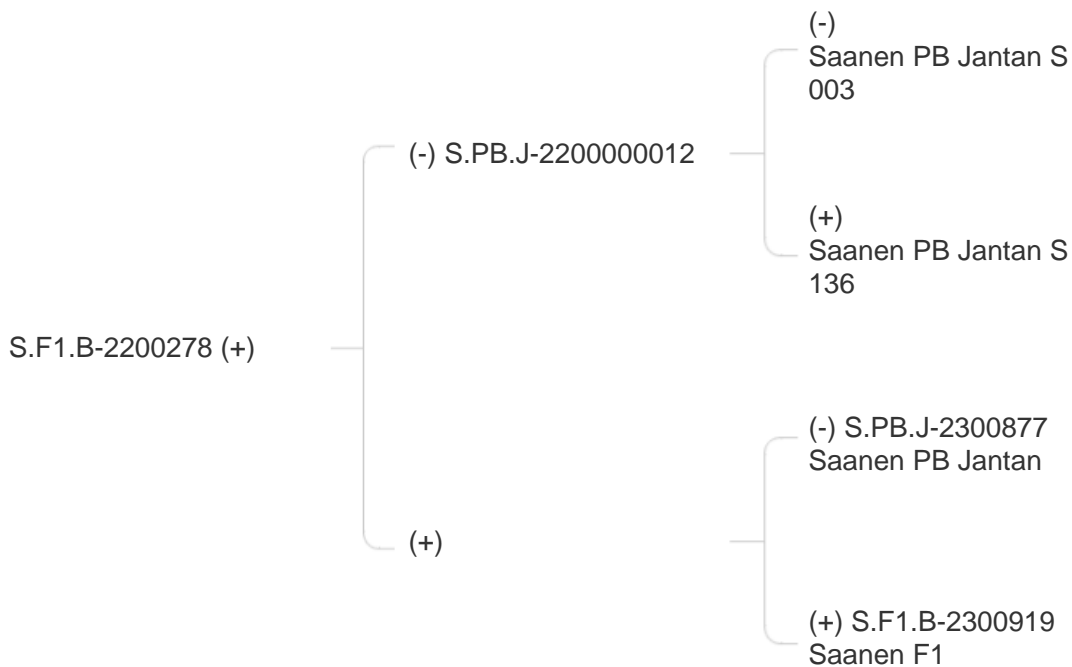 (-)
Saanen PB Jantan S
003
(-) S.PB.J-2200000012
(+)
Saanen PB Jantan S
136
S.F1.B-2200278 (+)
(-) S.PB.J-2300877
Saanen PB Jantan
(+)
(+) S.F1.B-2300919
Saanen F1